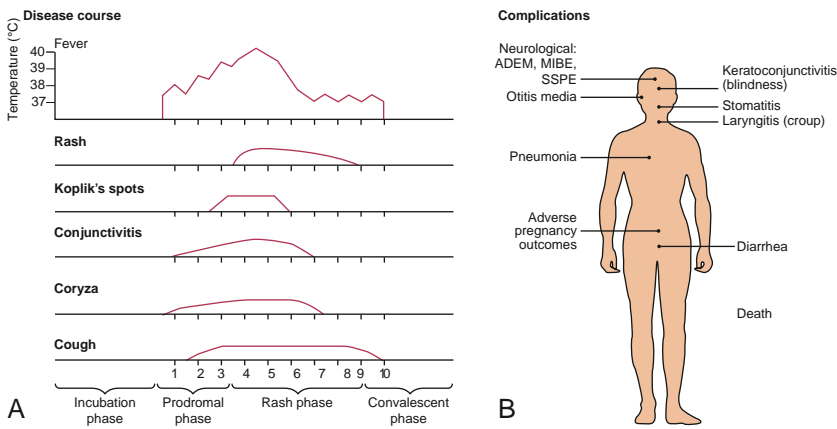 Disease course
Temperature (°C)
Fever
40
39
38
37
Rash
Koplik's spots
Conjunctivitis
Coryza
Cough
1 2 3 4 5 6 7 8 9 10
Incubation
phase
Prodromal
phase
Rash phase
Convalescent
phase
A
Complications
Neurological:
ADEM, MIBE,
SSPE
Otitis media
Pneumonia
Adverse
pregnancy
outcomes
Keratoconjunctivitis
(blindness)
Stomatitis
Laryngitis (croup)
Diarrhea
Death
B